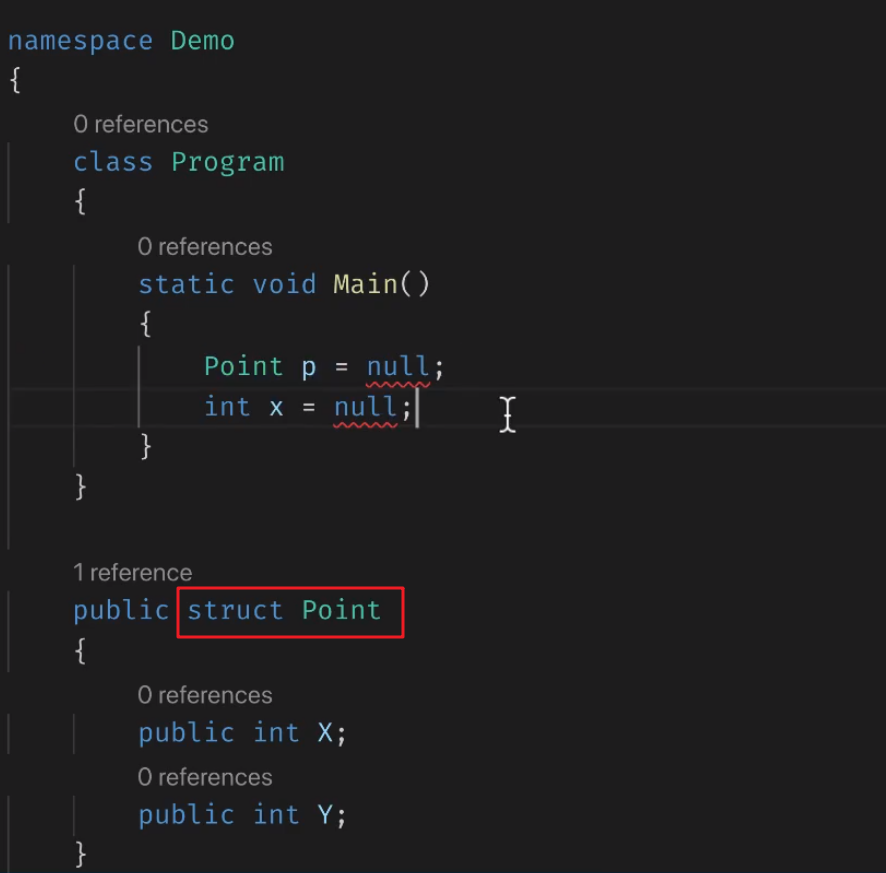 namespace Demo
{
0 references
class Program
{
0 references
static void Main()
{
Point p = null;
int x = null;
}
}
1 reference
public struct Point
{
0 references
public int X;
0 references
public int Y;
}